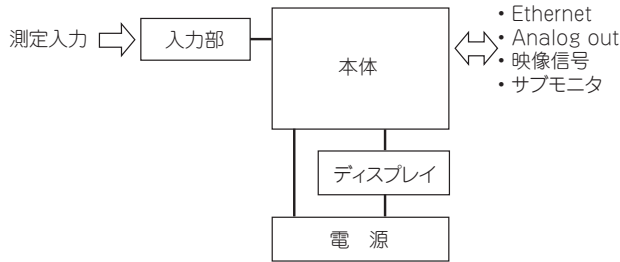 測定入力
入力部
本体
・Ethernet
・Analog out
・映像信号
・サブモニタ
ディスプレイ
電　源